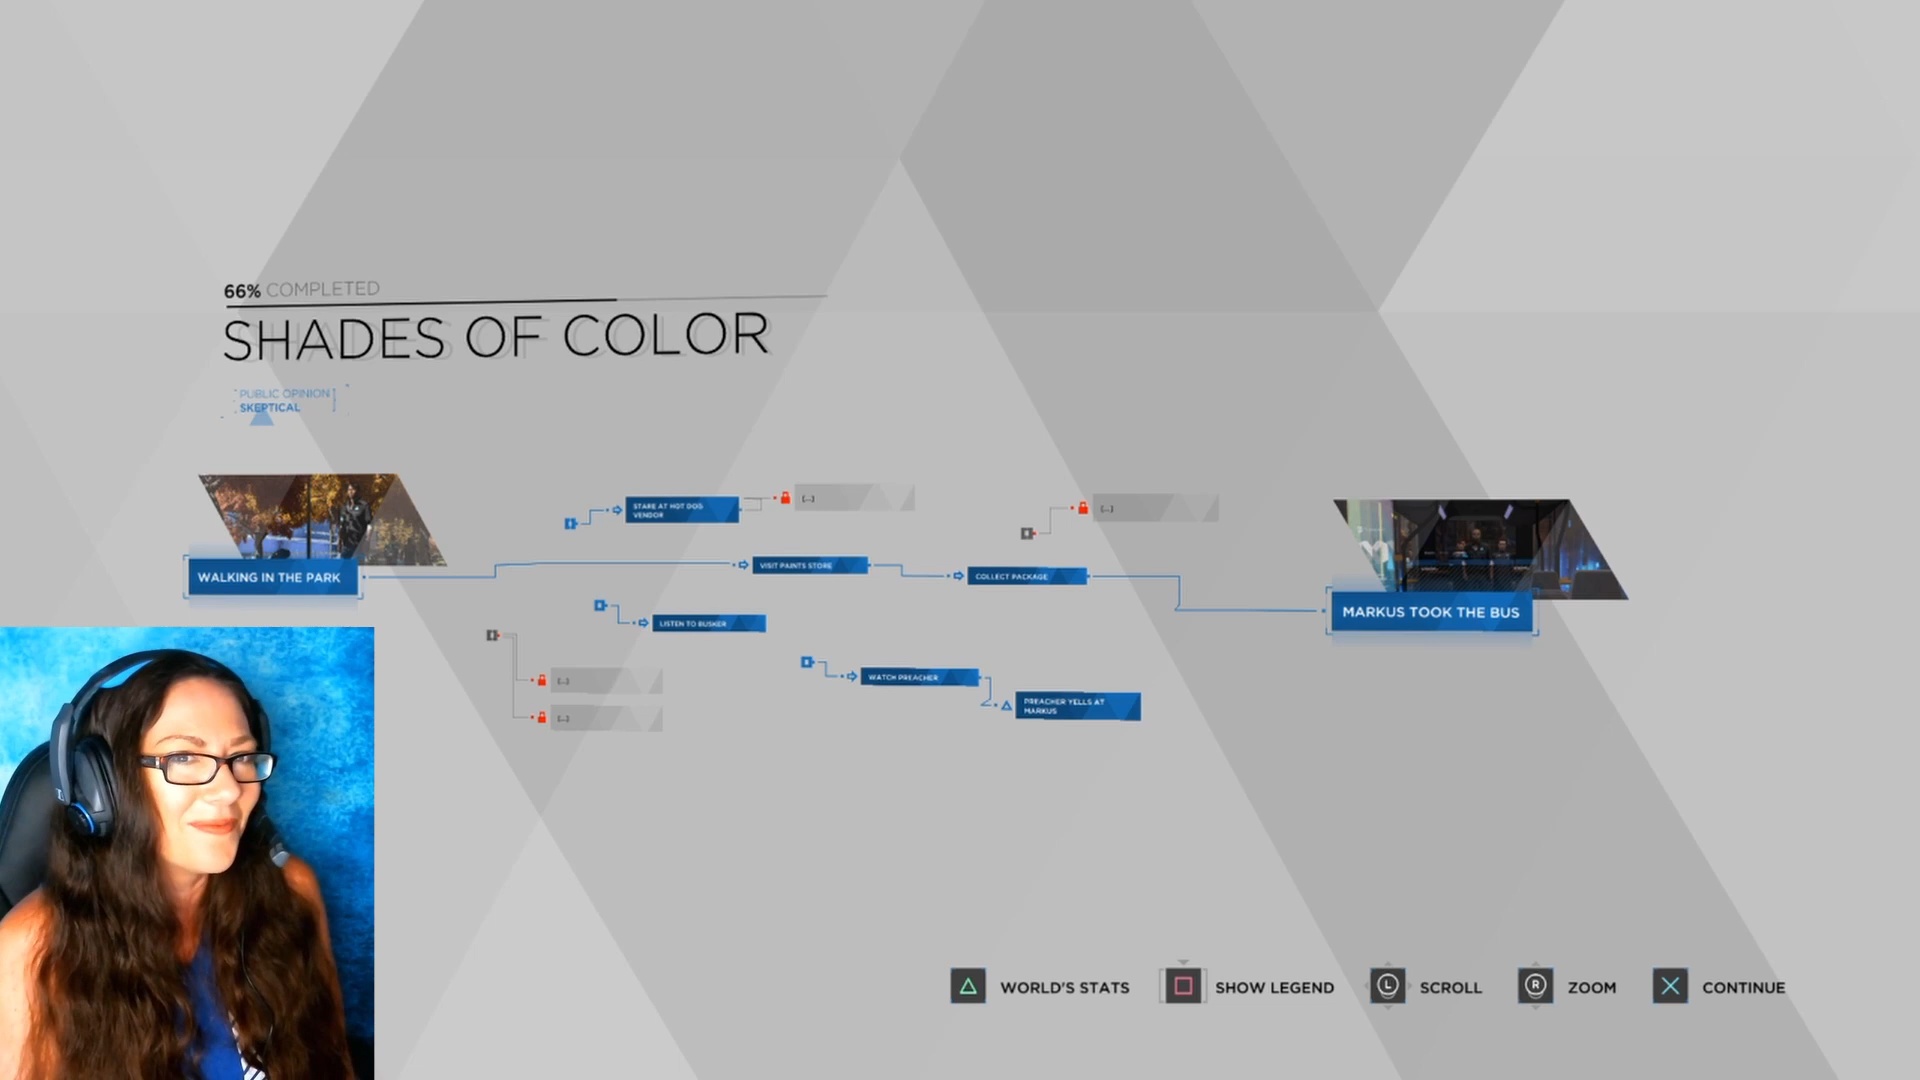 66% COMPLETED
SHADES OF COLOR
PUBLIC OPINION
SKEPTICAL
STARE AT HOT DOG
VENDOR
[...]
[...]
WALKING IN THE PARK
VISIT PAINTS STORE
COLLECT PACKAGE
MARKUS TOOK THE BUS
LISTEN TO BUSKER
[...]
[...]
WATCH PREACHER
PREACHER YELLS AT
MARKUS
WORLD'S STATS
SHOW LEGEND
L SCROLL
R ZOOM
CONTINUE